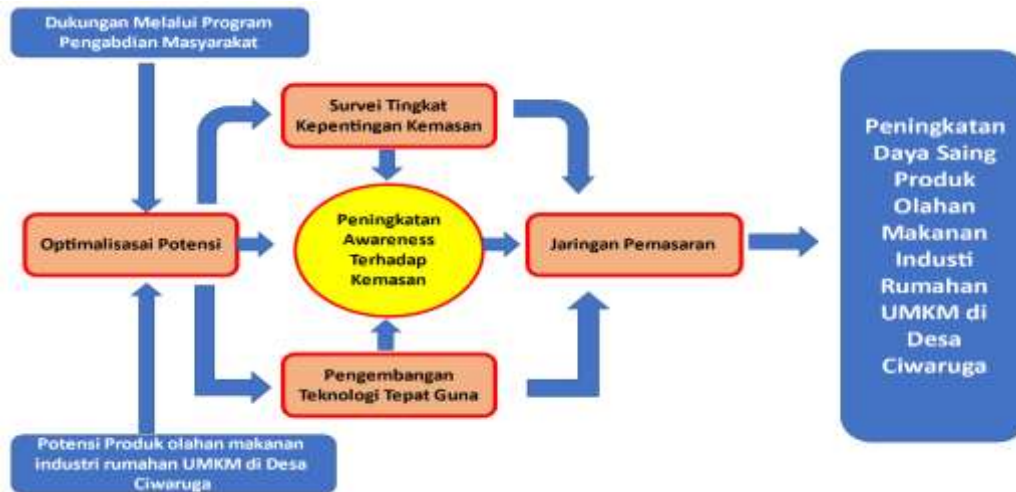 Dukungan Melalui Program
Pengabdian Masyarakat
Survei Tingkat
Kepentingan Kemasan
Optimalisasai Potensi
Peningkatan
Awareness
Terhadap
Kemasan
Jaringan Pemasaran
Pengembangan
Teknologi Tepat Guna
Potensi Produk olahan makanan
industri rumahan UMKM di Desa
Ciwaruga
Peningkatan
Daya Saing
Produk
Olahan
Makanan
Industi
Rumahan
UMKM di
Desa
Ciwaruga